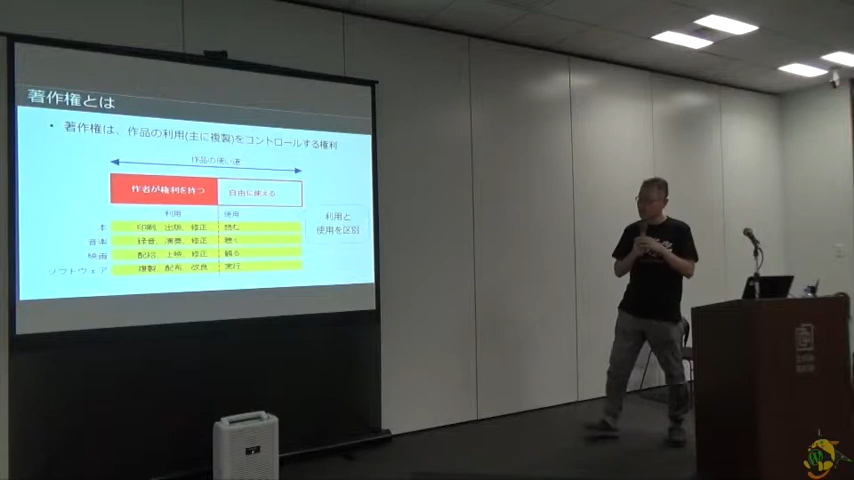 著作権とは
• 著作権は、作品の利用(主に複製)をコントロールする権利
作品の使い道
作者が権利を持つ 自由に使える
利用 使用
利用と
使用を区別
本 印刷、出版、修正 読む
音楽 録音、演奏、修正 聴く
映画 配給、上映、修正 観る
ソフトウェア 複製、配布、改良 実行